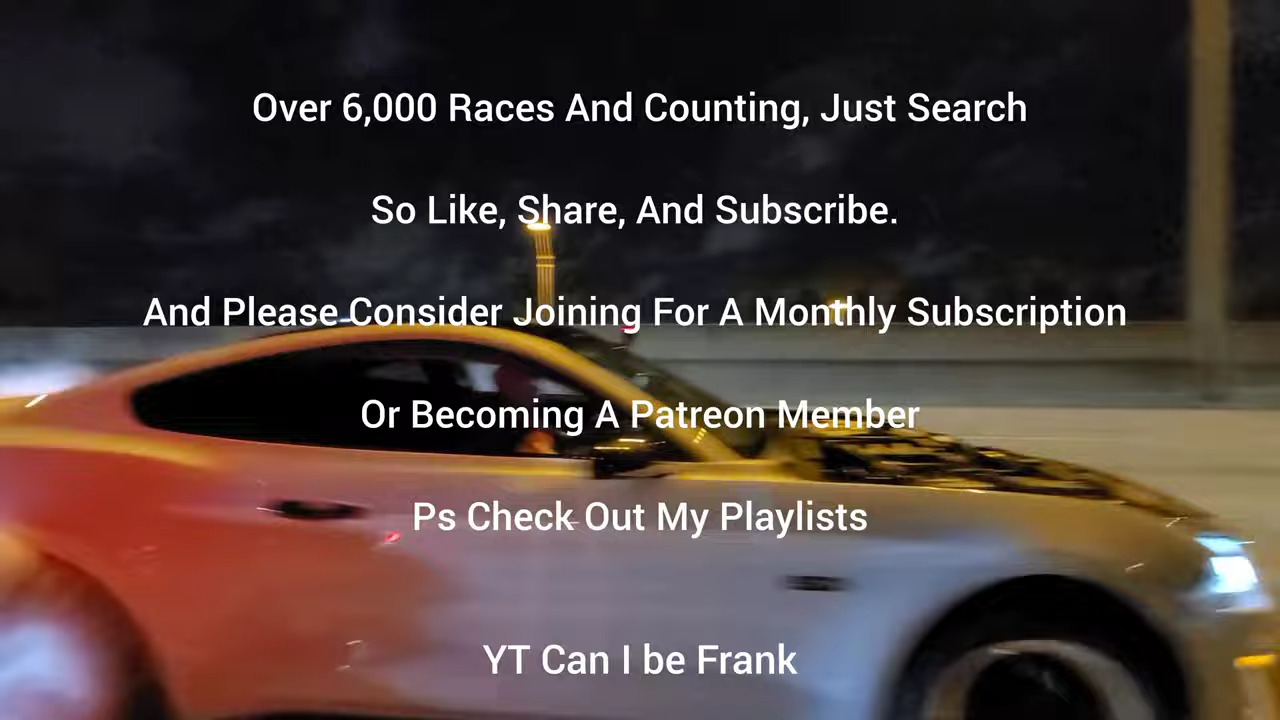 Over 6,000 Races And Counting, Just Search
So Like, Share, And Subscribe.
And Please Consider Joining For A Monthly Subscription
Or Becoming A Patreon Member
Ps Check Out My Playlists
YT Can I be Frank